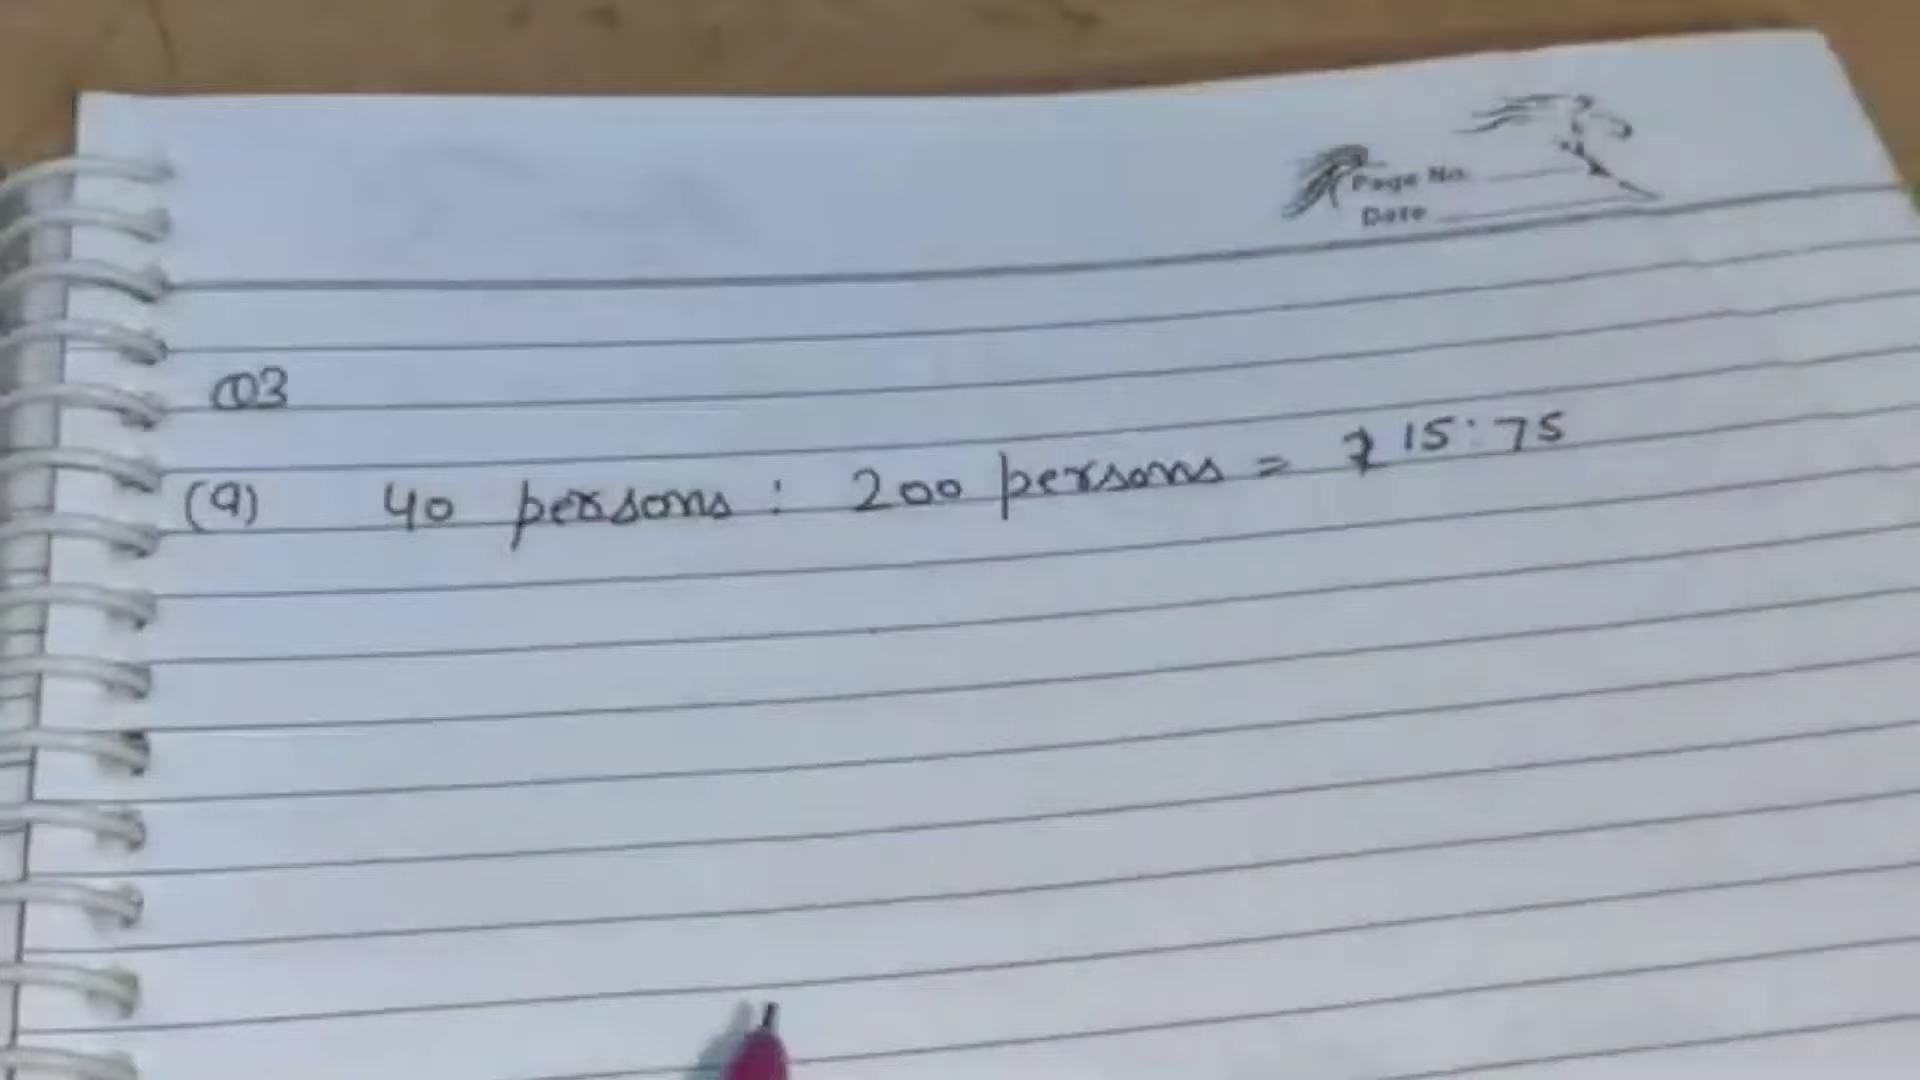 Page No.
Date
Q3
(a) 40 persons : 200 persons = ₹ 15 : 75